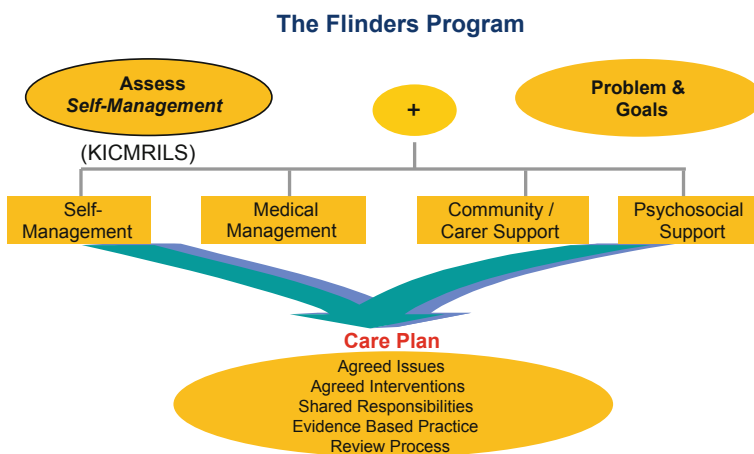 The Flinders Program
Assess
Self-Management
+
Problem &
Goals
(KICMRILS)
Self-
Management
Medical
Management
Community /
Carer Support
Psychosocial
Support
Care Plan
Agreed Issues
Agreed Interventions
Shared Responsibilities
Evidence Based Practice
Review Process